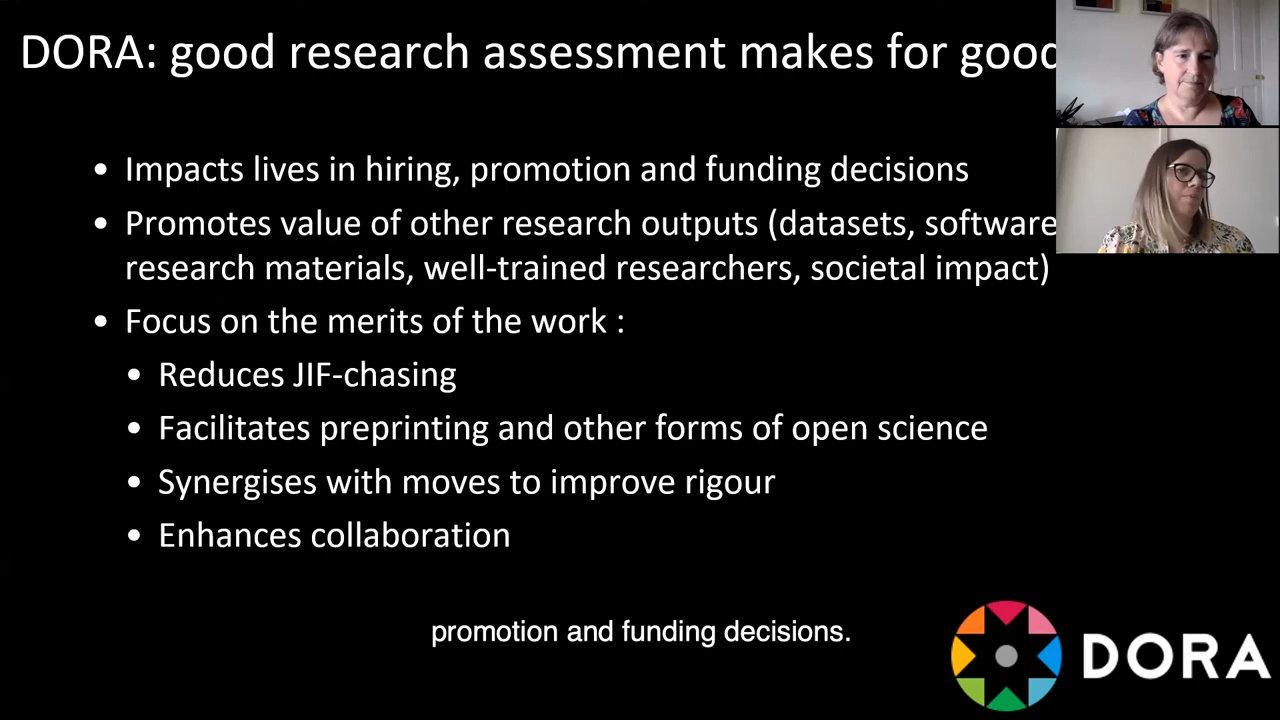 DORA: good research assessment makes for good
• Impacts lives in hiring, promotion and funding decisions
• Promotes value of other research outputs (datasets, software
research materials, well-trained researchers, societal impact)
• Focus on the merits of the work :
• Reduces JIF-chasing
• Facilitates preprinting and other forms of open science
• Synergises with moves to improve rigour
• Enhances collaboration
promotion and funding decisions.
DORA